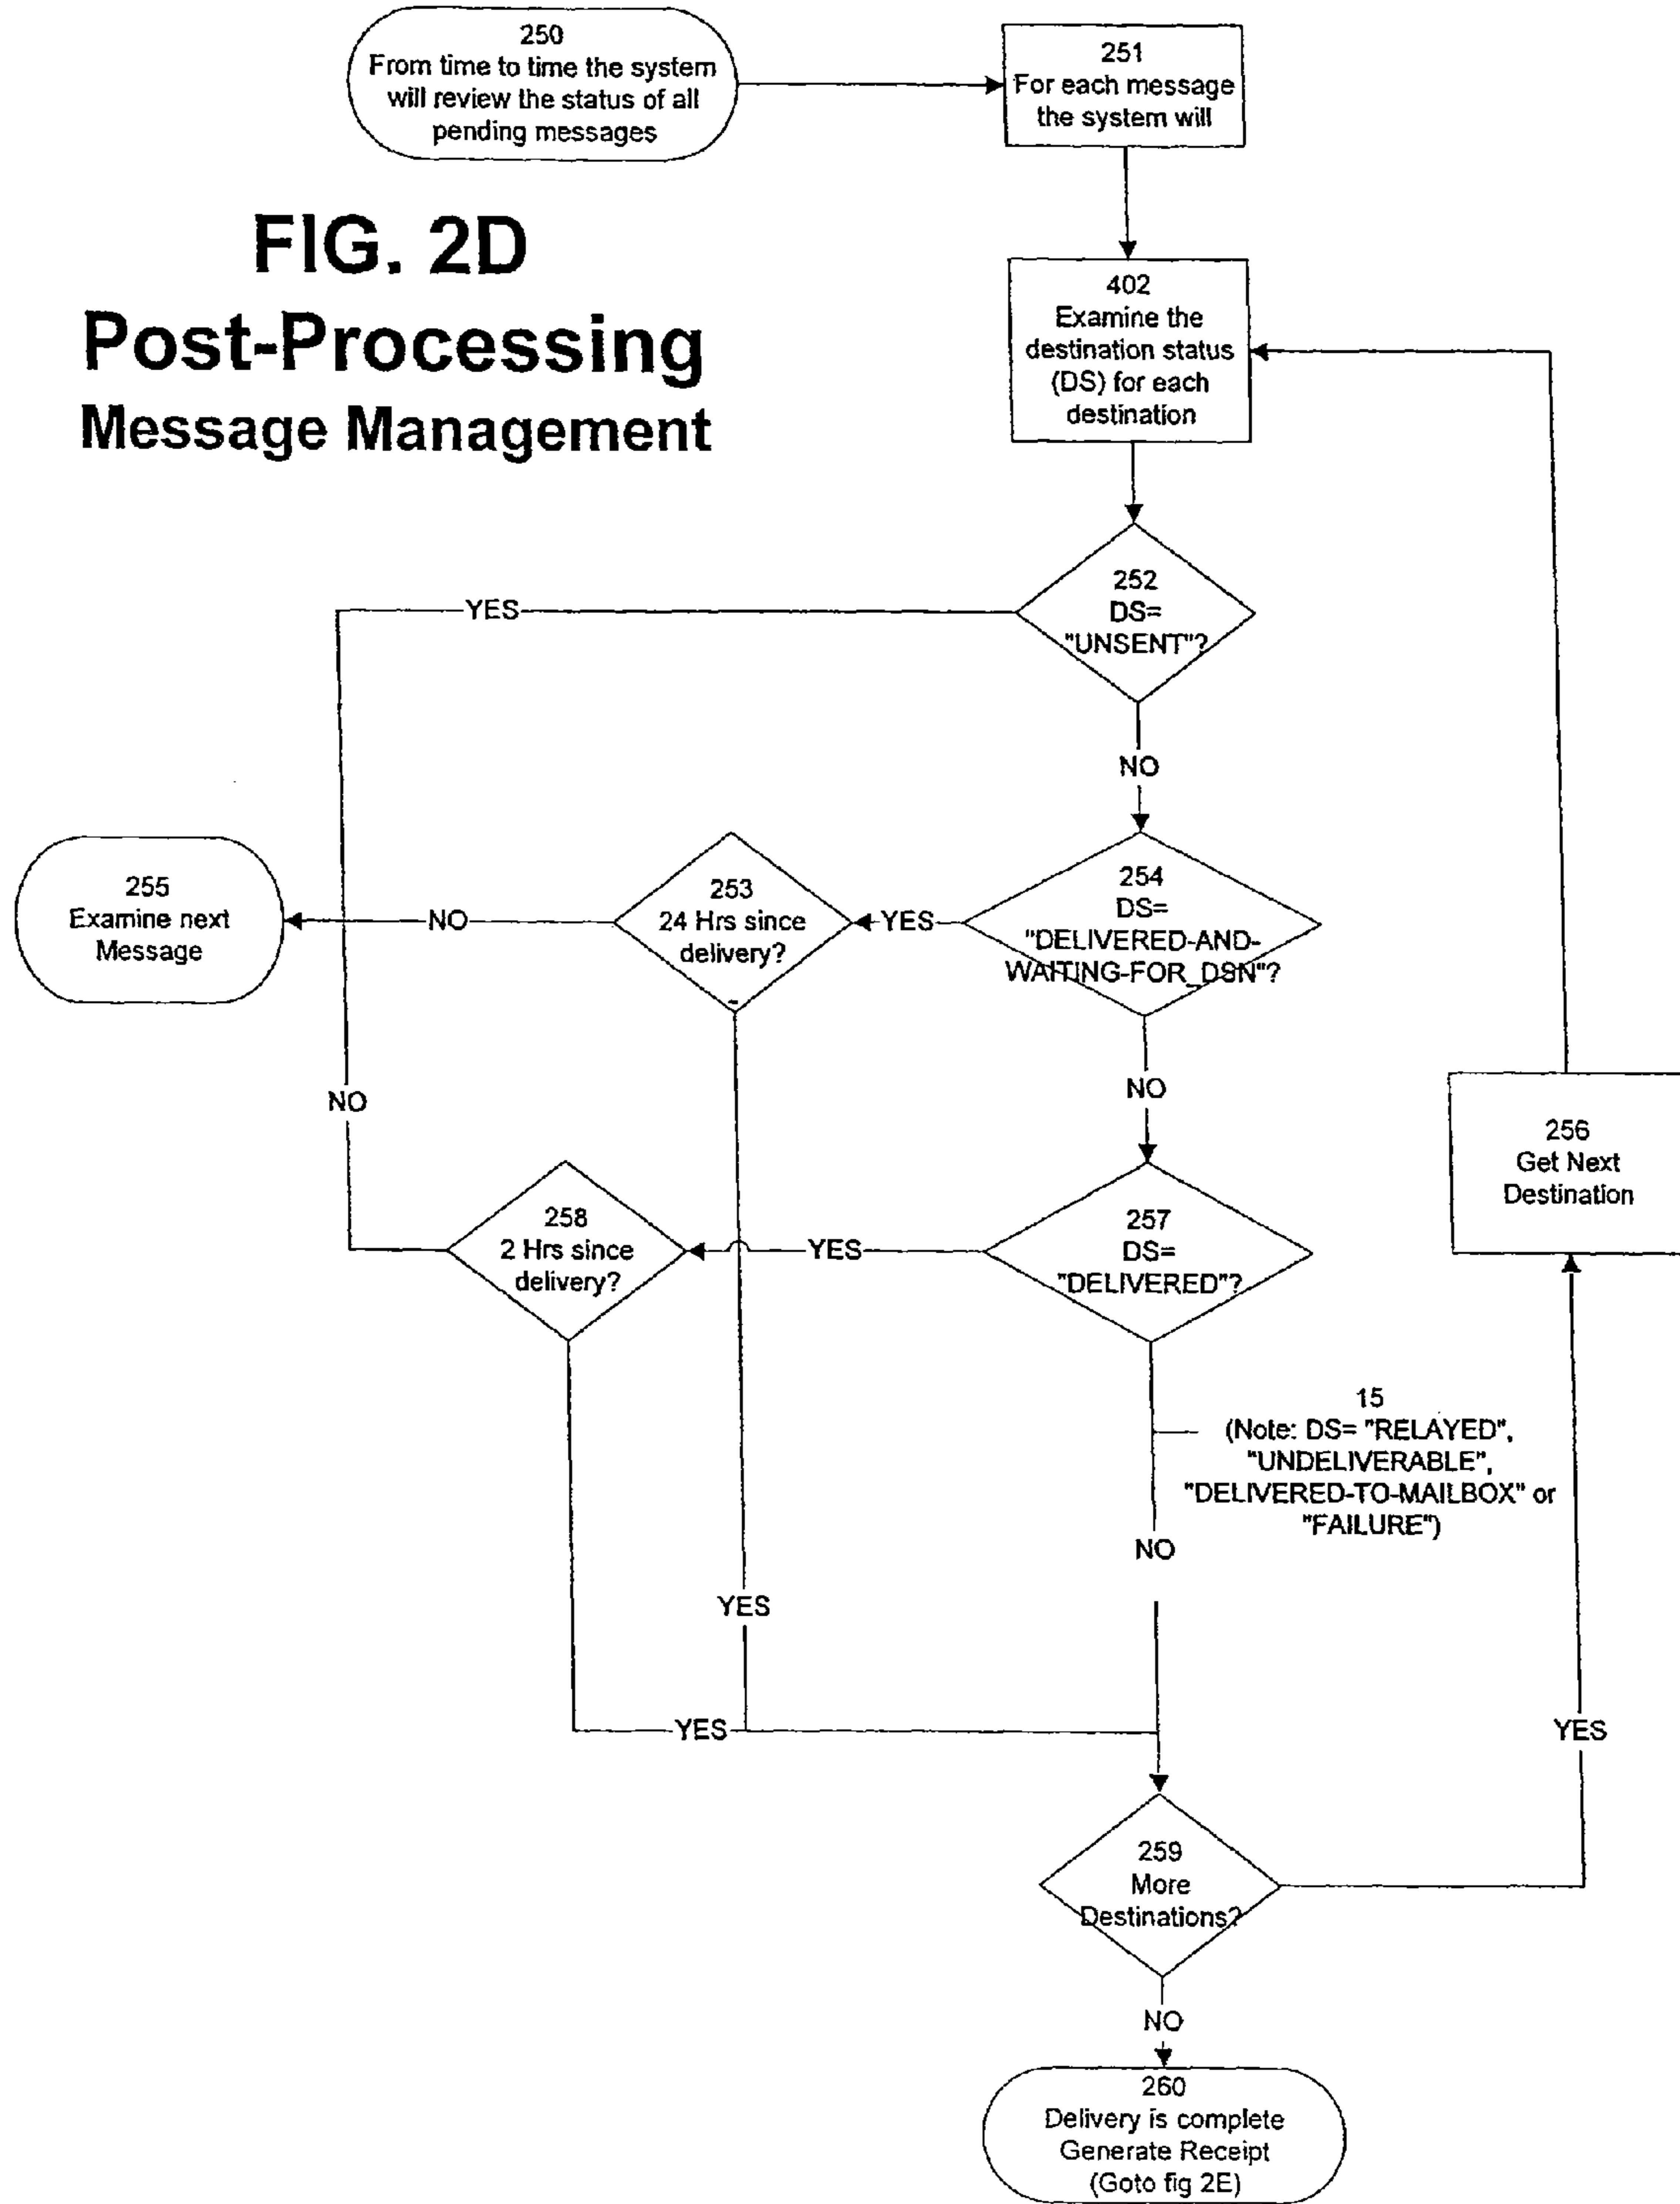 250
From time to time the system
will review the status of all
pending messages
251
For each message
the system will
FIG. 2D
Post-Processing
Message Management
402
Examine the
destination status
(DS) for each
destination
252
DS=
"UNSENT"?
YES
NO
254
DS=
"DELIVERED-AND-
WAITING-FOR_DSN"?
YES
253
24 Hrs since
delivery?
NO
255
Examine next
Message
NO
NO
256
Get Next
Destination
257
DS=
"DELIVERED"?
YES
258
2 Hrs since
delivery?
15
(Note: DS= "RELAYED",
"UNDELIVERABLE",
"DELIVERED-TO-MAILBOX" or
"FAILURE")
NO
YES
YES
YES
259
More
Destinations?
NO
260
Delivery is complete
Generate Receipt
(Goto fig 2E)